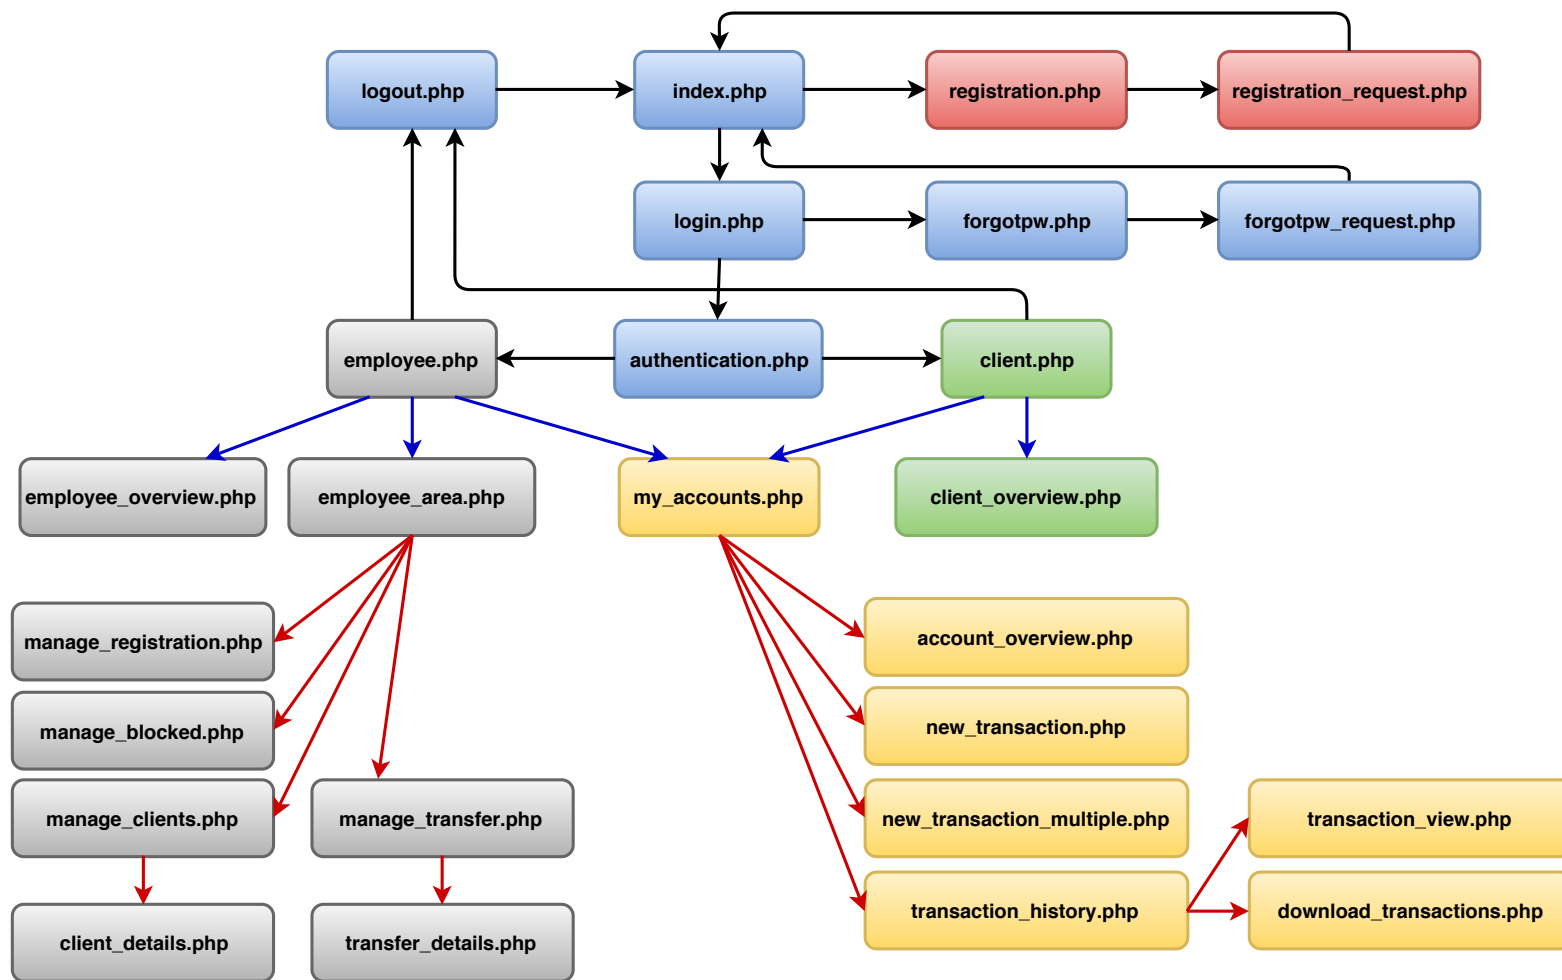 logout.php
index.php
registration.php
registration_request.php
login.php
forgotpw.php
forgotpw_request.php
employee.php
authentication.php
client.php
employee_overview.php
employee_area.php
my_accounts.php
client_overview.php
manage_registration.php
account_overview.php
manage_blocked.php
new_transaction.php
manage_clients.php
manage_transfer.php
new_transaction_multiple.php
transaction_view.php
client_details.php
transfer_details.php
transaction_history.php
download_transactions.php